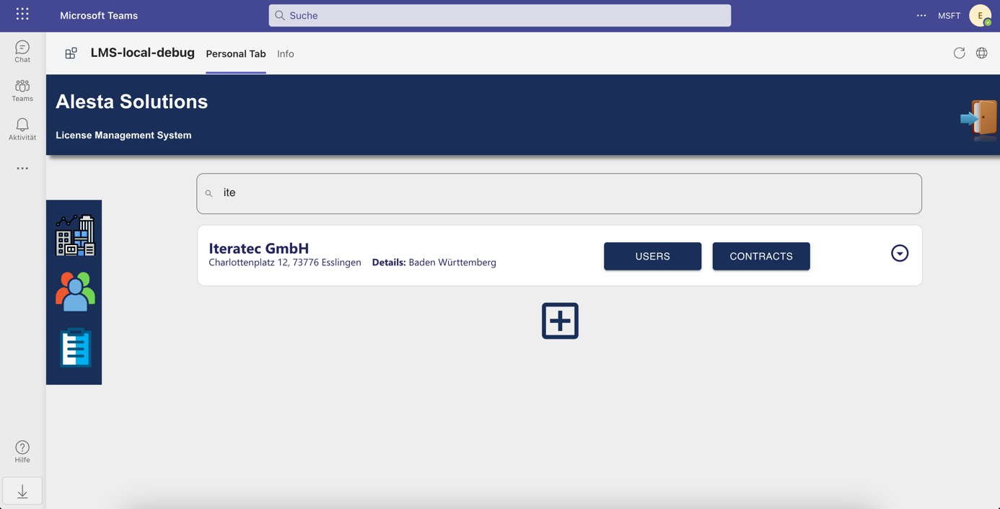 Microsoft Teams
Suche
MSFT
E
Chat
LMS-local-debug
Personal Tab
Info
Teams
Alesta Solutions
License Management System
Aktivität
ite
Iteratec GmbH
Charlottenplatz 12, 73776 Esslingen Details: Baden Württemberg
USERS
CONTRACTS
Hilfe